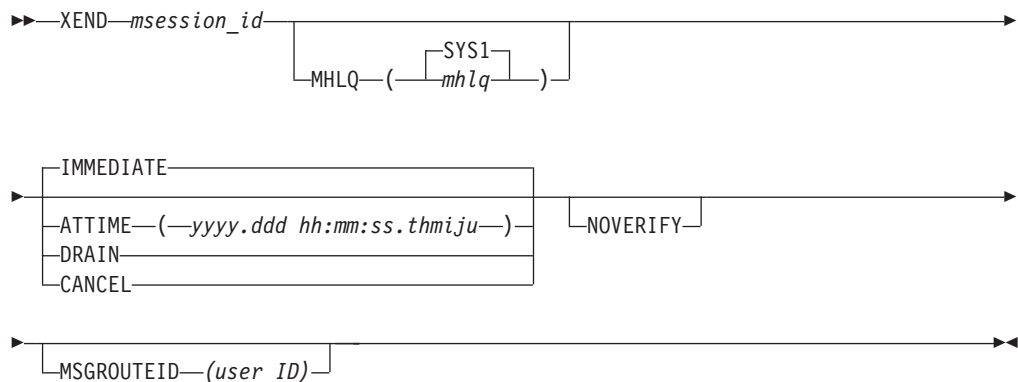 XEND msession_id
SYS1
MHLQ ( mhlq )
IMMEDIATE
ATTIME ( yyyy.ddd hh:mm:ss.thmiju ) NOVERIFY
DRAIN
CANCEL
MSGROUTEID (user ID)